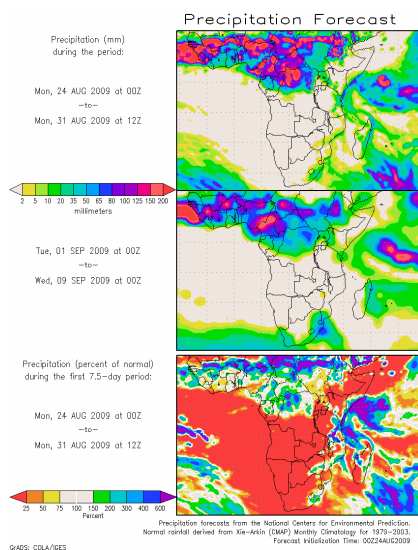 Precipitation Forecast
Precipitation (mm)
during the period:
Mon, 24 AUG 2009 at 00Z
-to-
Mon, 31 AUG 2009 at 12Z
2 5 10 20 35 50 65 80 110 125 150 200
millimeters
Tue, 01 SEP 2009 at 00Z
-to-
Wed, 09 SEP 2009 at 00Z
Precipitation (percent of normal)
during the first 7.5-day period:
Mon, 24 AUG 2009 at 00Z
-to-
Mon, 31 AUG 2009 at 12Z
25 50 75 100 150 200 300 400 600
Percent
Precipitation forecasts from the National Centers for Environmental Prediction.
Normal rainfall derived from Xie-Arkin (CMAP) Monthly Climatology for 1979-2003.
Forecast Initialization Time: 00Z24AUG2009
GrADS: COLA/IGES